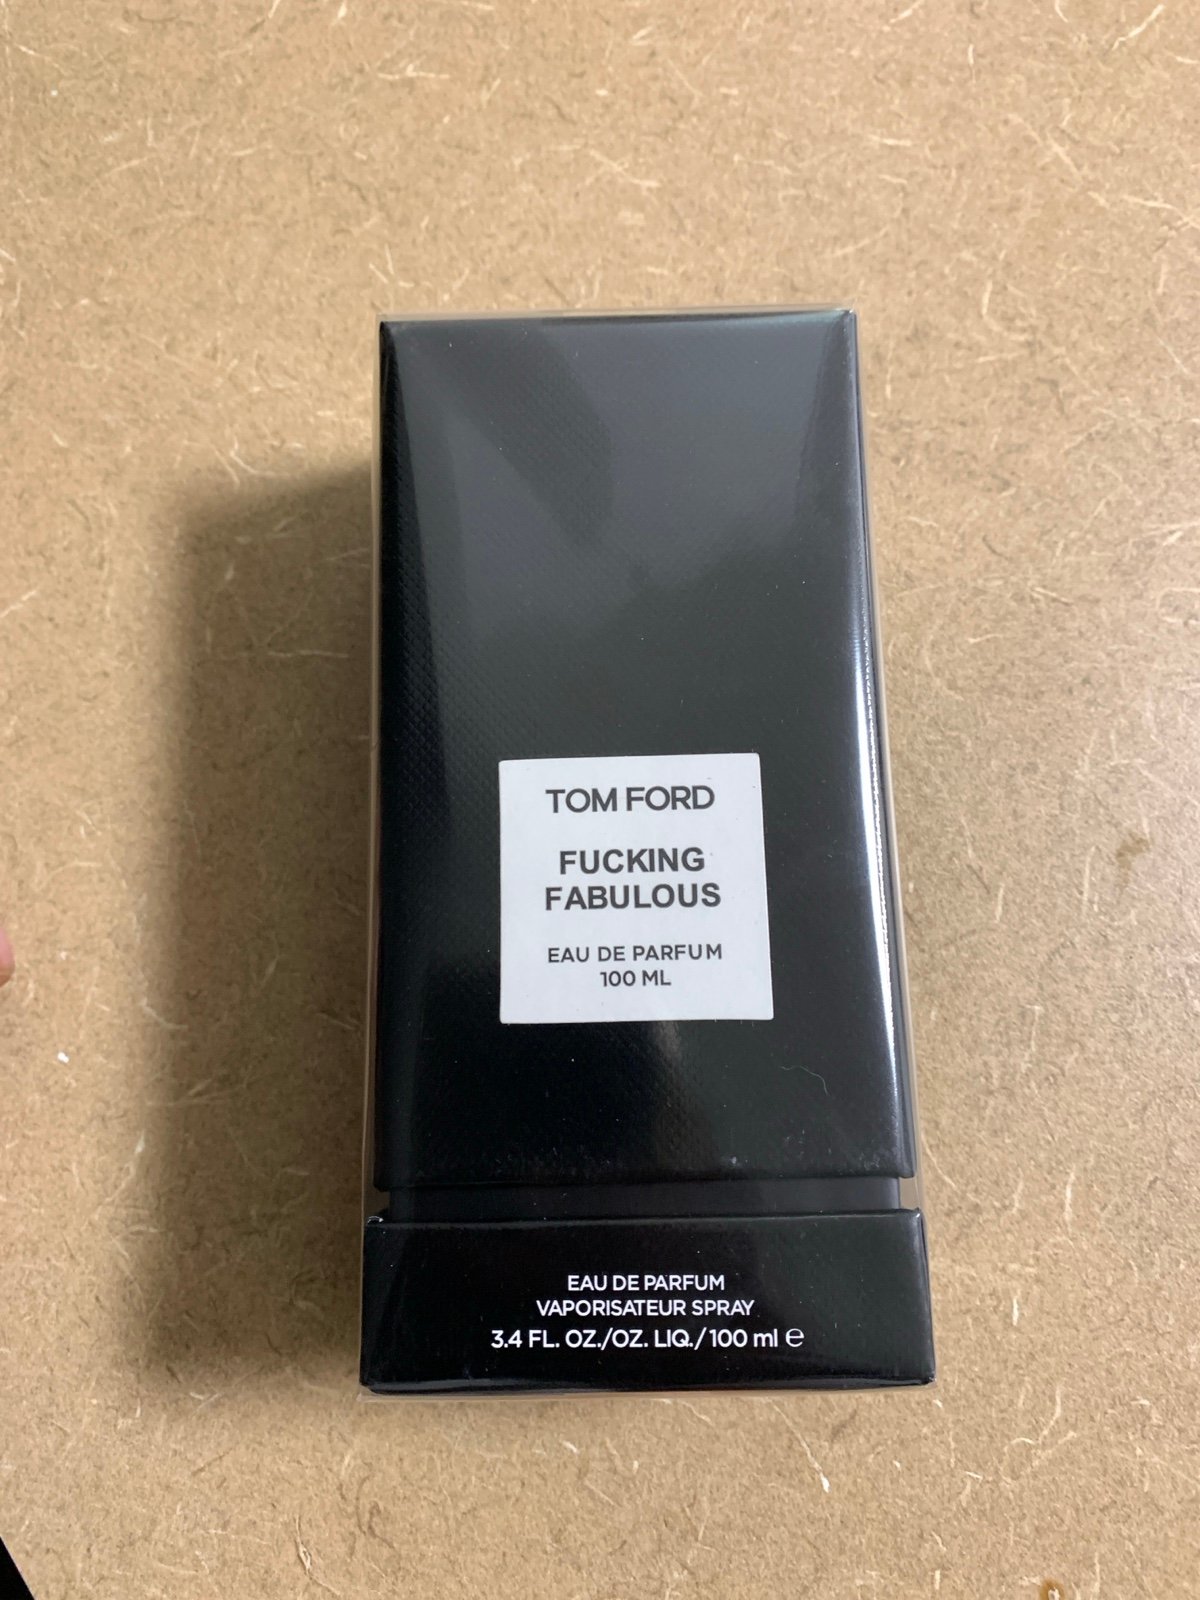 TOM FORD
FUCKING
FABULOUS
EAU DE PARFUM
100 ML
EAU DE PARFUM
VAPORISATEUR SPRAY
3.4 FL. OZ./OZ. LIQ./100 ml ℮